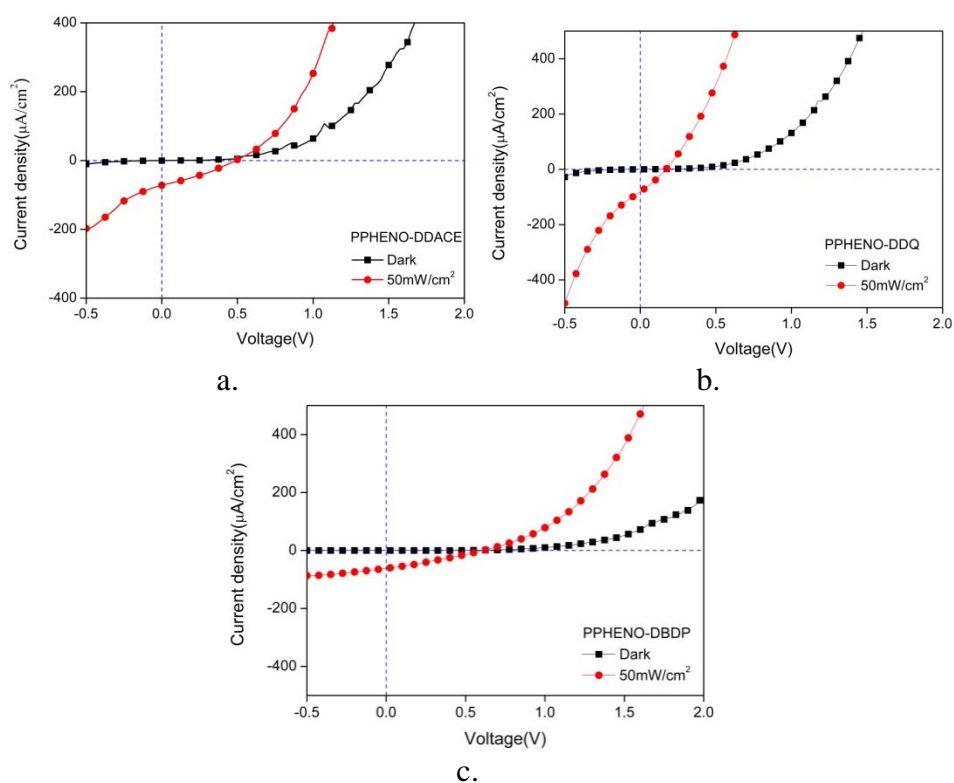 400
200
0
-200
-400
-0.5
0.0
0.5
1.0
1.5
2.0
Current density(μA/cm²)
Voltage(V)
PPHENO-DDACE
Dark
50mW/cm²
a.
400
200
0
-200
-400
-0.5
0.0
0.5
1.0
1.5
2.0
Current density(μA/cm²)
Voltage(V)
PPHENO-DDQ
Dark
50mW/cm²
b.
400
200
0
-200
-400
-0.5
0.0
0.5
1.0
1.5
2.0
Current density(μA/cm²)
Voltage(V)
PPHENO-DBDP
Dark
50mW/cm²
c.